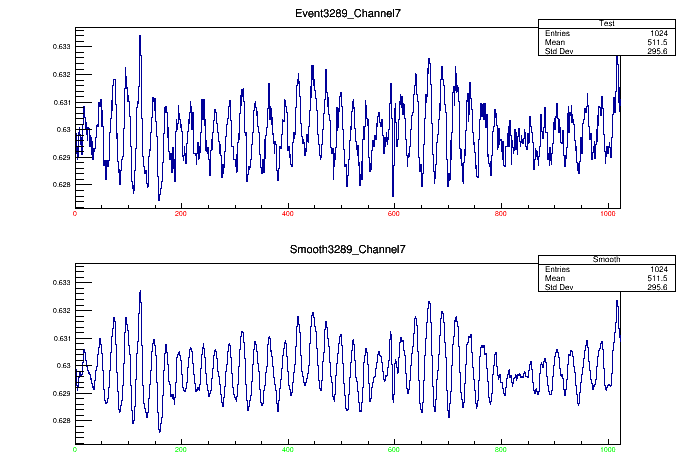 Event3289_Channel7
Test
Entries 1024
Mean 511.5
Std Dev 295.6
0.633
0.632
0.631
0.63
0.629
0.628
0 200 400 600 800 1000
Smooth3289_Channel7
Smooth
Entries 1024
Mean 511.5
Std Dev 295.6
0.633
0.632
0.631
0.63
0.629
0.628
0 200 400 600 800 1000